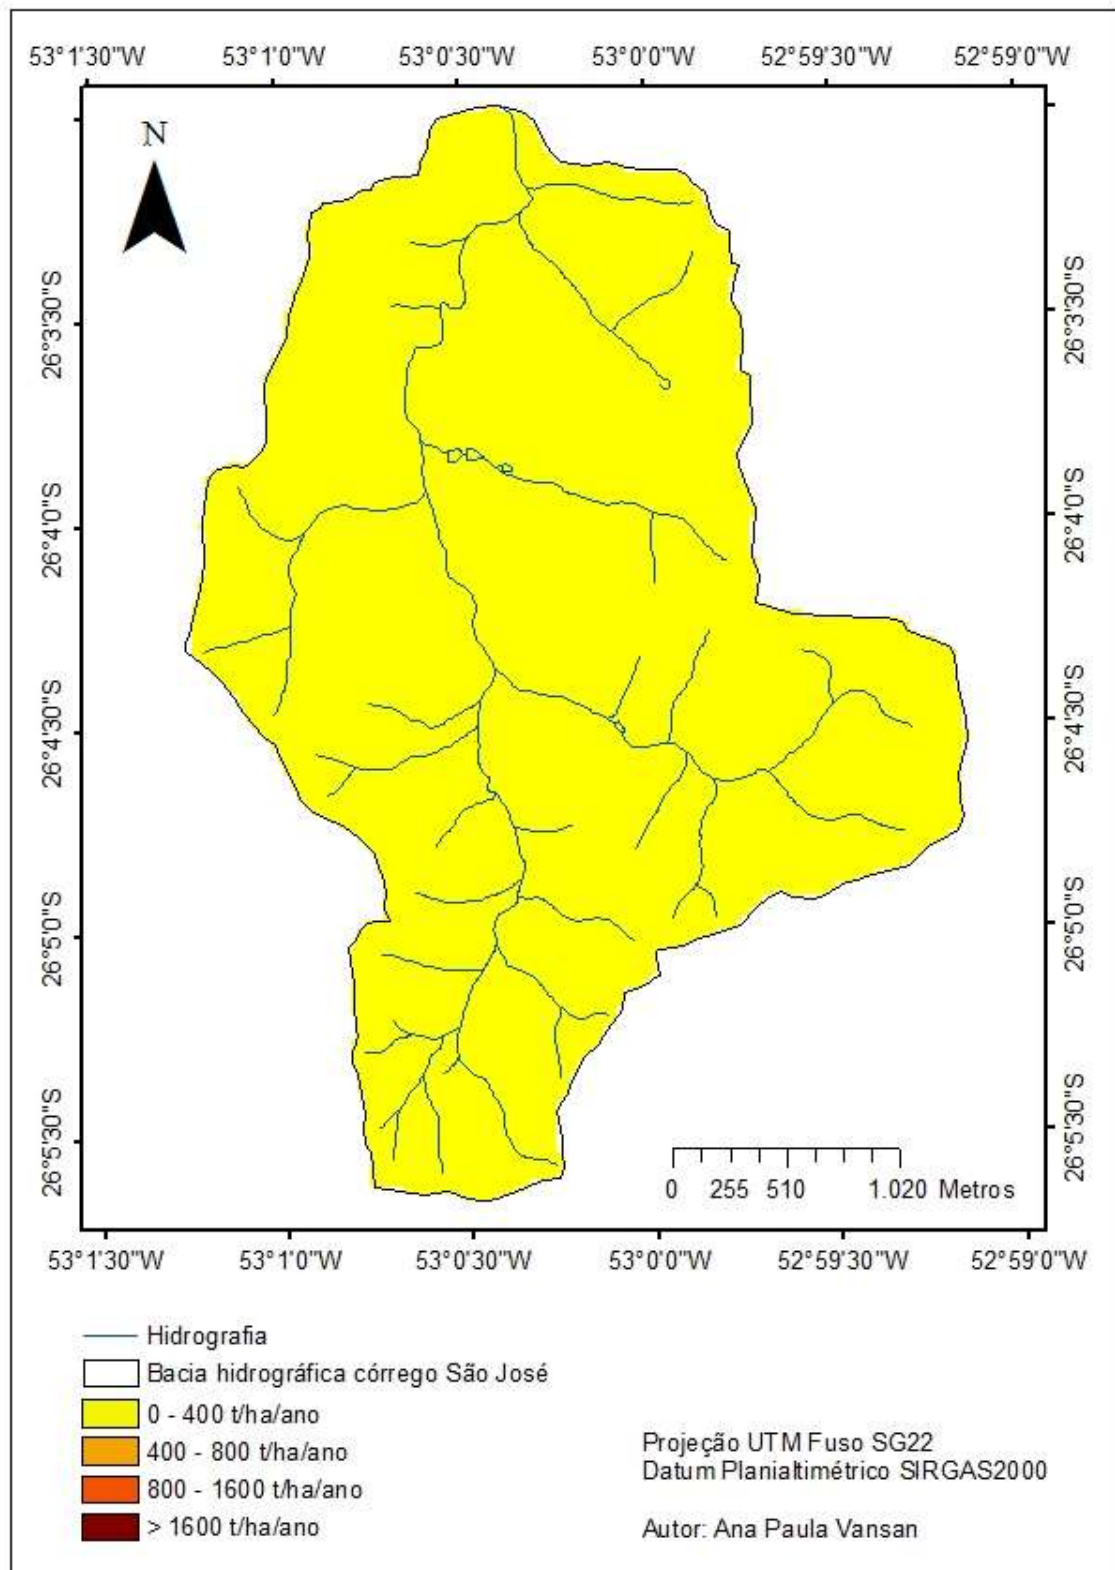 53°1'30"W 53°1'0"W 53°0'30"W 53°0'0"W 52°59'30"W 52°59'0"W
N
26°3'30"S
26°4'0"S
26°4'30"S
26°5'0"S
26°5'30"S
26°3'30"S
26°4'0"S
26°4'30"S
26°5'0"S
26°5'30"S
0 255 510 1.020 Metros
53°1'30"W 53°1'0"W 53°0'30"W 53°0'0"W 52°59'30"W 52°59'0"W
Hidrografia
Bacia hidrográfica córrego São José
0 - 400 t/ha/ano
400 - 800 t/ha/ano
800 - 1600 t/ha/ano
> 1600 t/ha/ano
Projeção UTM Fuso SG22
Datum Planialtimétrico SIRGAS2000
Autor: Ana Paula Vansan